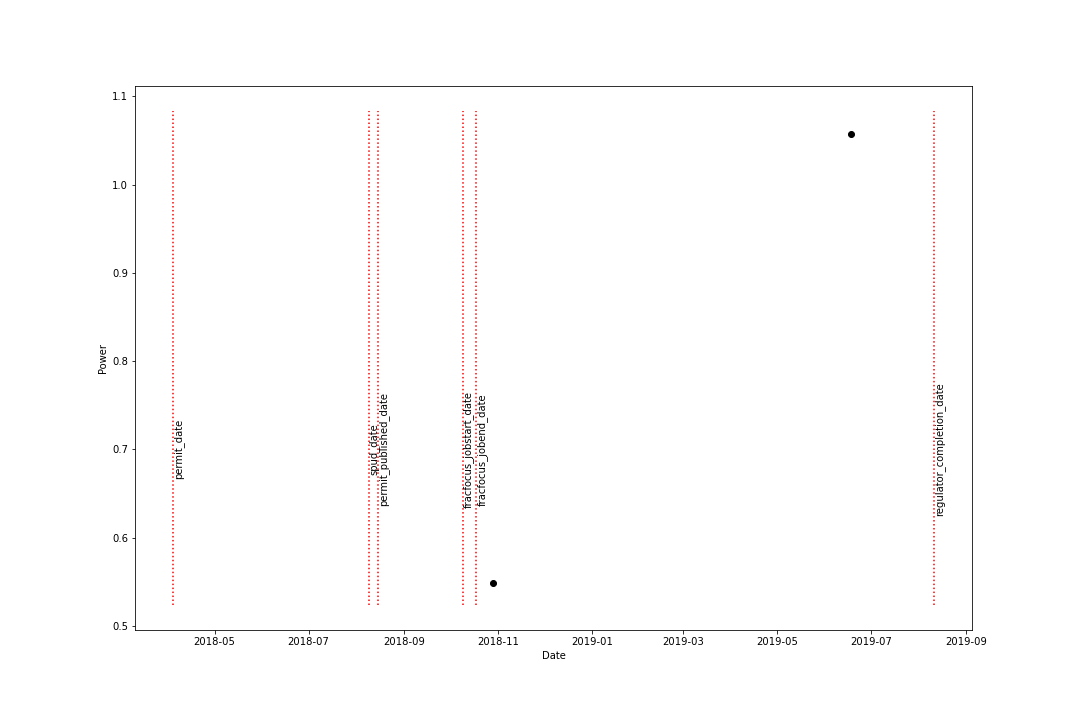 1.1
1.0
0.9
0.8
0.7
0.6
0.5
Power
permit_date
spud_date
permit_published_date
fracfocus_jobstart_date
fracfocus_jobend_date
regulator_completion_date
2018-05
2018-07
2018-09
2018-11
2019-01
2019-03
2019-05
2019-07
2019-09
Date